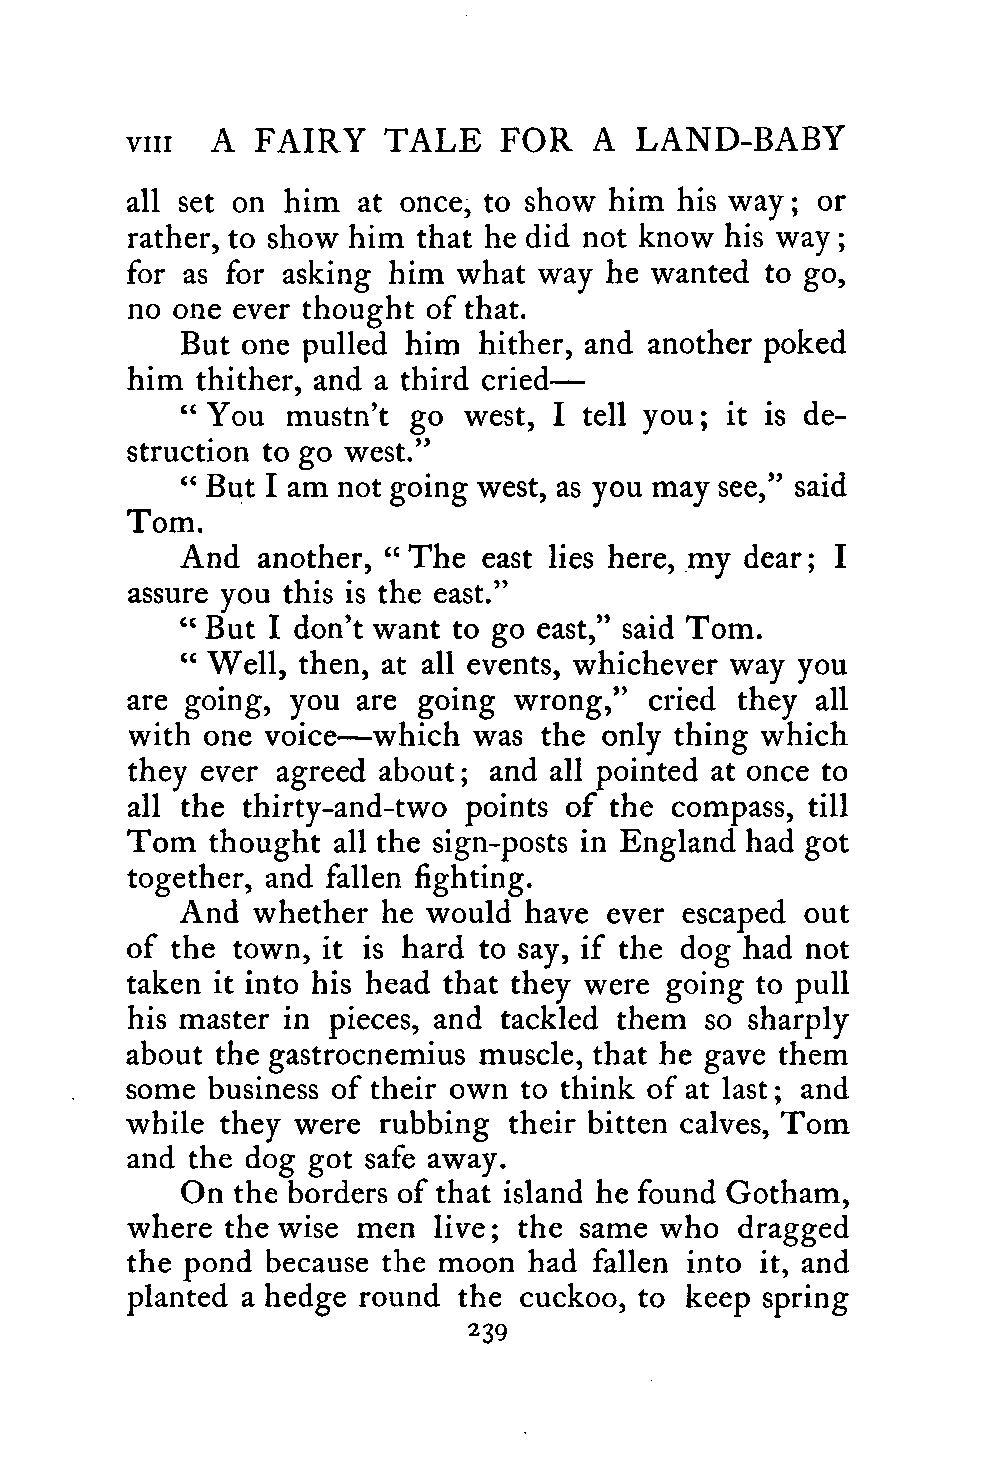 VIII A FAIRY TALE FOR A LAND-BABY
all set on him at once, to show him his way; or
rather, to show him that he did not know his way;
for as for asking him what way he wanted to go,
no one ever thought of that.
But one pulled him hither, and another poked
him thither, and a third cried—
“ You mustn't go west, I tell you; it is de-
struction to go west.”
“ But I am not going west, as you may see,” said
Tom.
And another, “ The east lies here, my dear; I
assure you this is the east.”
“ But I don't want to go east,” said Tom.
“ Well, then, at all events, whichever way you
are going, you are going wrong,” cried they all
with one voice—which was the only thing which
they ever agreed about; and all pointed at once to
all the thirty-and-two points of the compass, till
Tom thought all the sign-posts in England had got
together, and fallen fighting.
And whether he would have ever escaped out
of the town, it is hard to say, if the dog had not
taken it into his head that they were going to pull
his master in pieces, and tackled them so sharply
about the gastrocnemius muscle, that he gave them
some business of their own to think of at last; and
while they were rubbing their bitten calves, Tom
and the dog got safe away.
On the borders of that island he found Gotham,
where the wise men live; the same who dragged
the pond because the moon had fallen into it, and
planted a hedge round the cuckoo, to keep spring
239